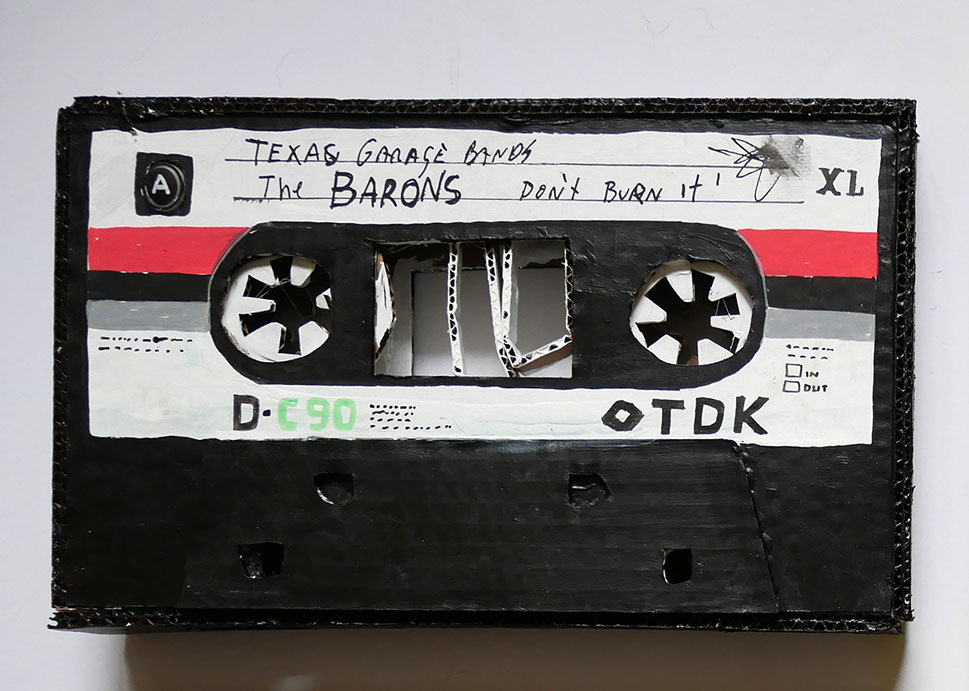 A
TEXAS GARAGE BANDS
The BARONS DON'T BURN IT'
XL
IN
OUT
D·C90
TDK